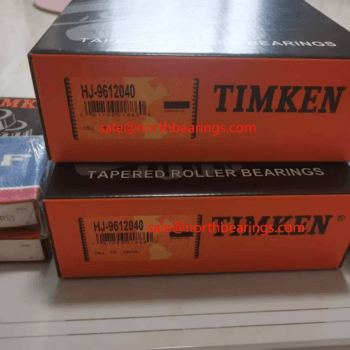 TAPERED ROLLER BEARINGS
HJ-9612040
TIMKEN
sale@northbearings.com
TAPERED ROLLER BEARINGS
HJ-9612040
TIMKEN®
sale@northbearings.com